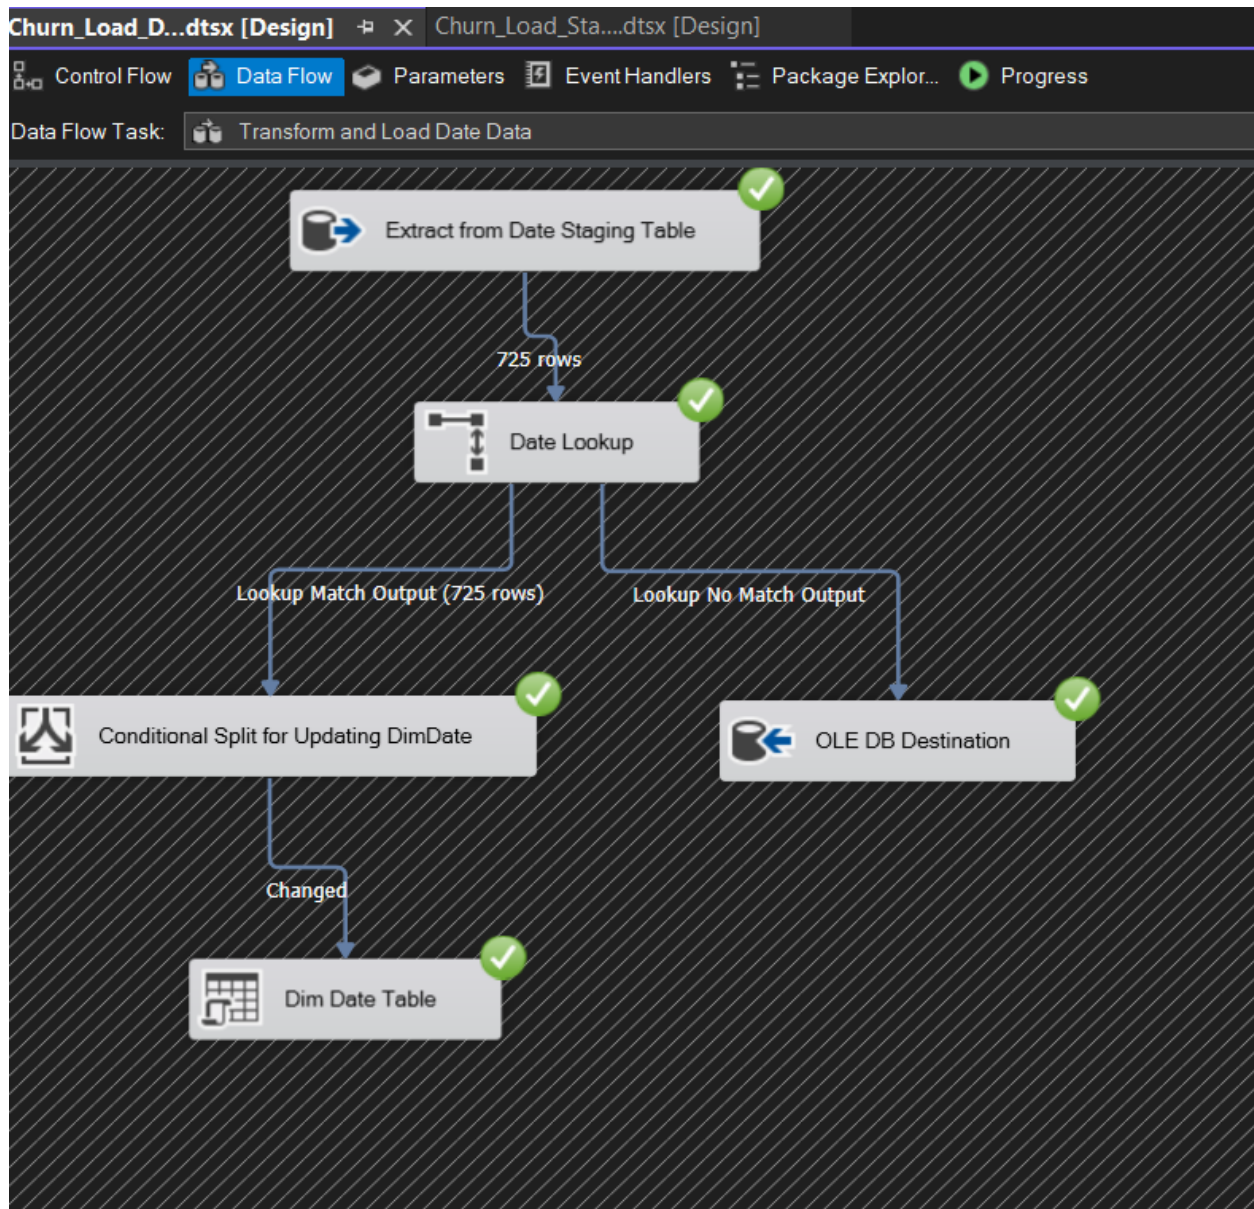 Churn_Load_D...dtsx [Design] Churn_Load_Sta....dtsx [Design]
Control Flow Data Flow Parameters Event Handlers Package Explor... Progress
Data Flow Task: Transform and Load Date Data
Extract from Date Staging Table
725 rows
Date Lookup
Lookup Match Output (725 rows) Lookup No Match Output
Conditional Split for Updating DimDate OLE DB Destination
Changed
Dim Date Table